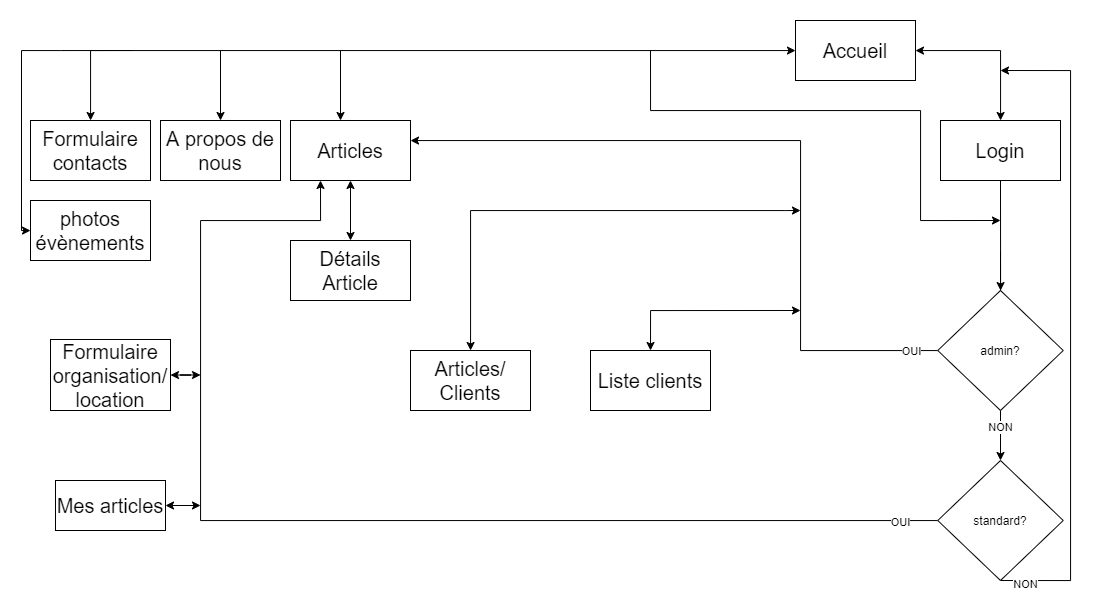 Accueil
Formulaire
contacts
A propos de
nous
Articles
Login
photos
évènements
Détails
Article
Formulaire
organisation/
location
Articles/
Clients
Liste clients
OUI
admin?
NON
Mes articles
OUI
standard?
NON